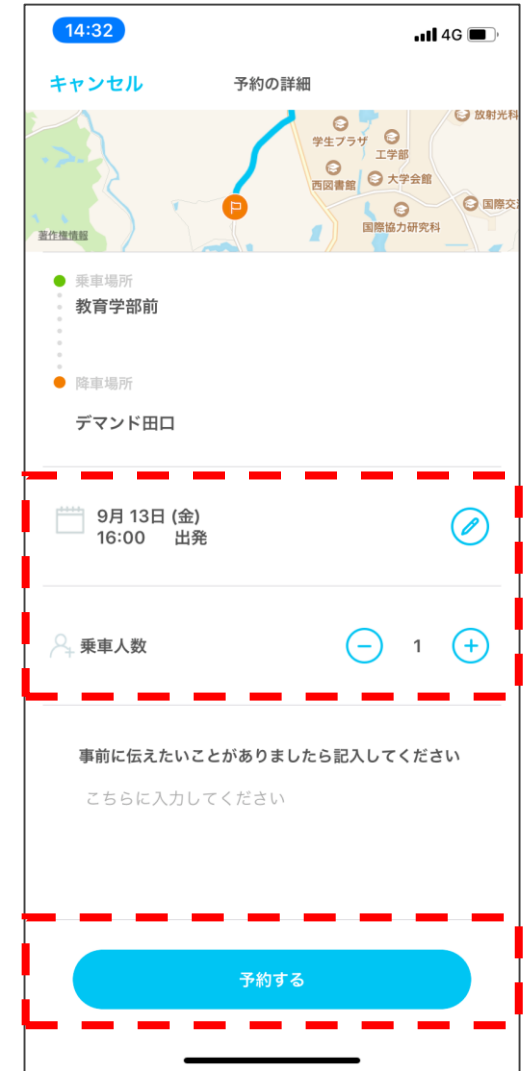 14:32
4G
キャンセル
予約の詳細
放射光科
学生プラザ
工学部
西図書館
大学会館
国際交
国際協力研究科
著作権情報
乗車場所
教育学部前
降車場所
デマンド田口
9月 13日 (金)
16:00 出発
乗車人数
1
事前に伝えたいことがありましたら記入してください
こちらに入力してください
予約する